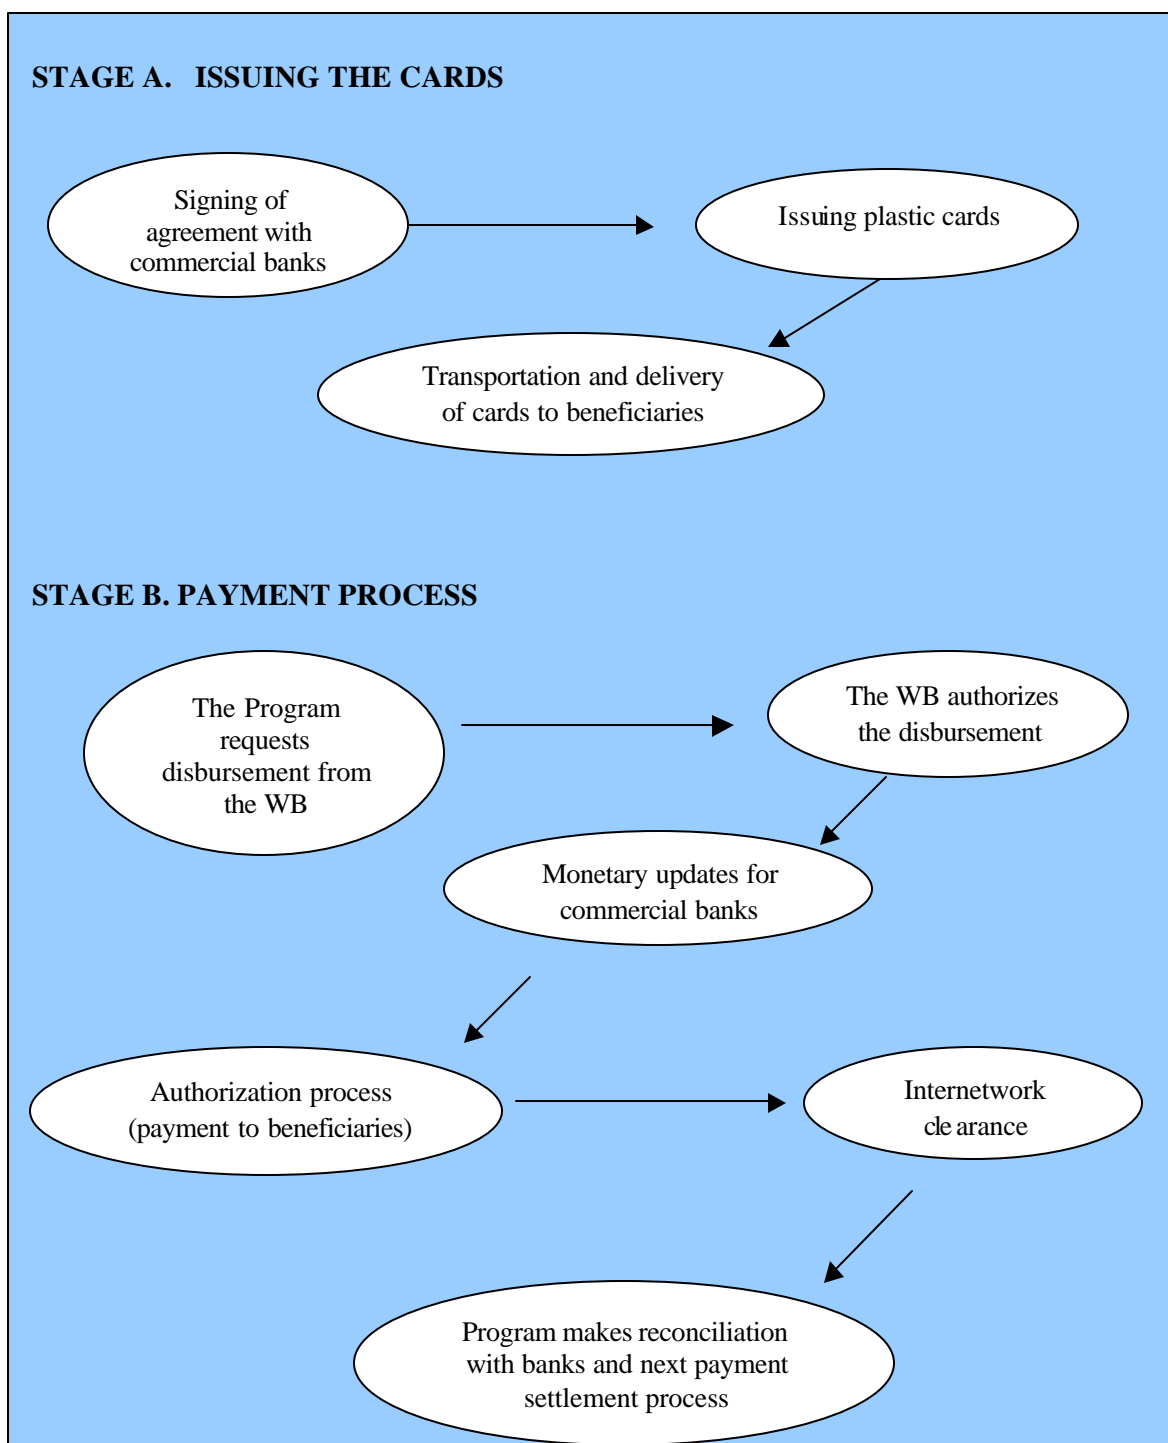 STAGE A. ISSUING THE CARDS
Signing of
agreement with
commercial banks
Issuing plastic cards
Transportation and delivery
of cards to beneficiaries
STAGE B. PAYMENT PROCESS
The Program
requests
disbursement from
the WB
The WB authorizes
the disbursement
Monetary updates for
commercial banks
Authorization process
(payment to beneficiaries)
Internetwork
clearance
Program makes reconciliation
with banks and next payment
settlement process